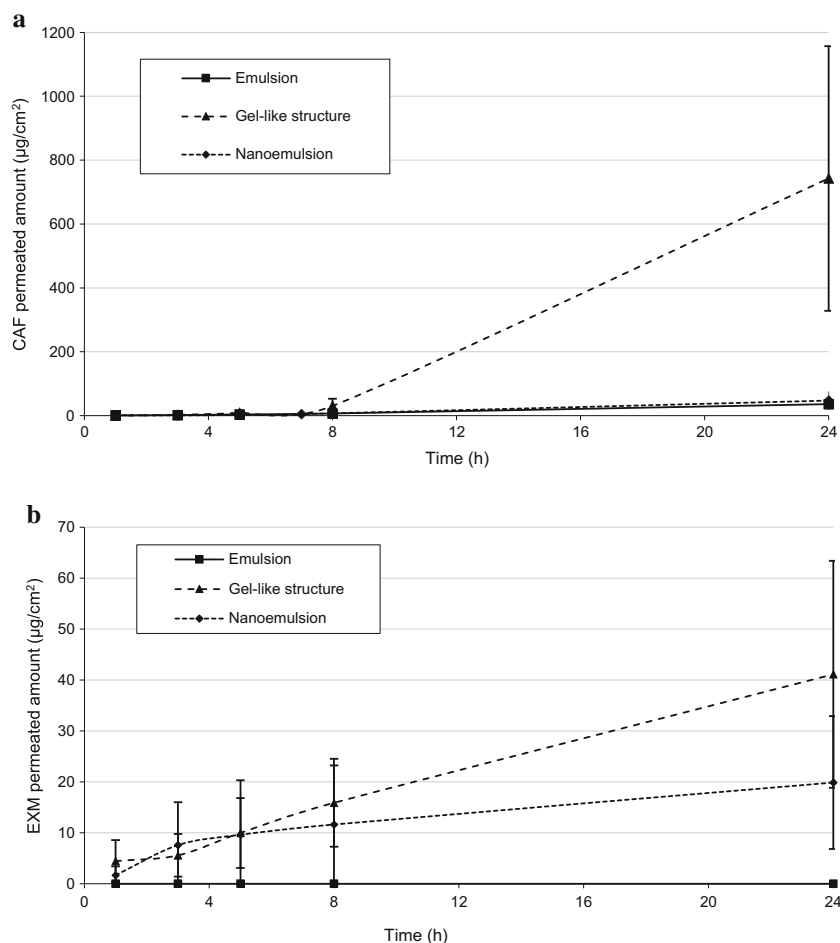 a
CAF permeated amount (µg/cm²)
1200
1000
800
600
400
200
0
Emulsion
Gel-like structure
Nanoemulsion
0 4 8 12 16 20 24
Time (h)
b
EXM permeated amount (µg/cm²)
70
60
50
40
30
20
10
0
Emulsion
Gel-like structure
Nanoemulsion
0 4 8 12 16 20 24
Time (h)